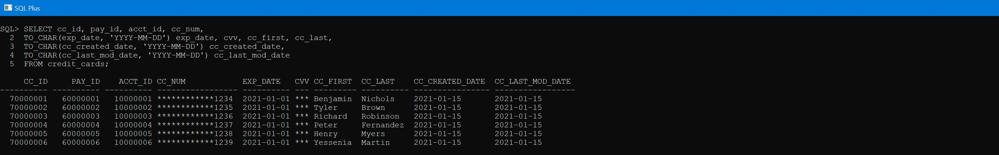 SQL Plus
SQL> SELECT cc_id, pay_id, acct_id, cc_num,
  2  TO_CHAR(exp_date, 'YYYY-MM-DD') exp_date, cvv, cc_first, cc_last,
  3  TO_CHAR(cc_created_date, 'YYYY-MM-DD') cc_created_date,
  4  TO_CHAR(cc_last_mod_date, 'YYYY-MM-DD') cc_last_mod_date
  5  FROM credit_cards;
     CC_ID     PAY_ID    ACCT_ID CC_NUM            EXP_DATE   CVV CC_FIRST  CC_LAST    CC_CREATED_DATE  CC_LAST_MOD_DATE
---------- ---------- ---------- ----------------- ---------- --- --------- ---------- ---------------- -----------------
  70000001   60000001   10000001 ************1234  2021-01-01 *** Benjamin  Nichols    2021-01-15       2021-01-15
  70000002   60000002   10000002 ************1235  2021-01-01 *** Tyler     Brown      2021-01-15       2021-01-15
  70000003   60000003   10000003 ************1236  2021-01-01 *** Richard   Robinson   2021-01-15       2021-01-15
  70000004   60000004   10000004 ************1237  2021-01-01 *** Peter     Fernandez  2021-01-15       2021-01-15
  70000005   60000005   10000005 ************1238  2021-01-01 *** Henry     Myers      2021-01-15       2021-01-15
  70000006   60000006   10000006 ************1239  2021-01-01 *** Yessenia  Martin     2021-01-15       2021-01-15